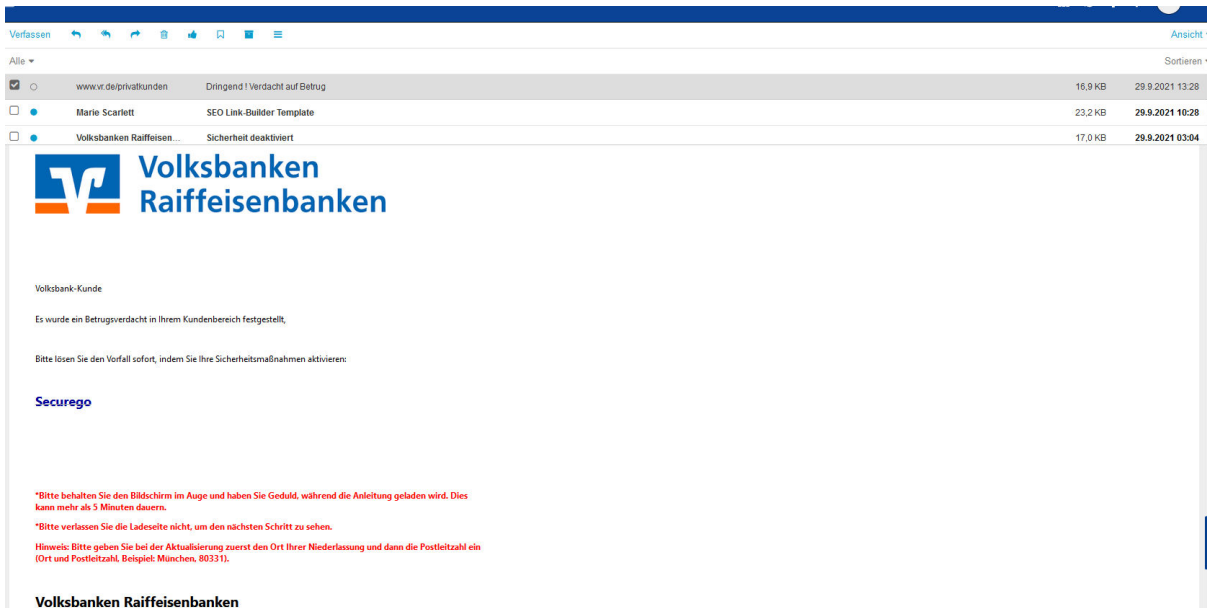 Verfassen
Ansicht
Alle
Sortieren
www.vr.de/privatkunden Dringend ! Verdacht auf Betrug 16,9 KB 29.9.2021 13:28
Marie Scarlett SEO Link-Builder Template 23,2 KB 29.9.2021 10:28
Volksbanken Raiffeisen... Sicherheit deaktiviert 17,0 KB 29.9.2021 03:04
Volksbanken
Raiffeisenbanken
Volksbank-Kunde
Es wurde ein Betrugsverdacht in Ihrem Kundenbereich festgestellt,
Bitte lösen Sie den Vorfall sofort, indem Sie Ihre Sicherheitsmaßnahmen aktivieren:
Securego
*Bitte behalten Sie den Bildschirm im Auge und haben Sie Geduld, während die Anleitung geladen wird. Dies
kann mehr als 5 Minuten dauern.
*Bitte verlassen Sie die Ladeseite nicht, um den nächsten Schritt zu sehen.
Hinweis: Bitte geben Sie bei der Aktualisierung zuerst den Ort Ihrer Niederlassung und dann die Postleitzahl ein
(Ort und Postleitzahl, Beispiel: München, 80331).
Volksbanken Raiffeisenbanken